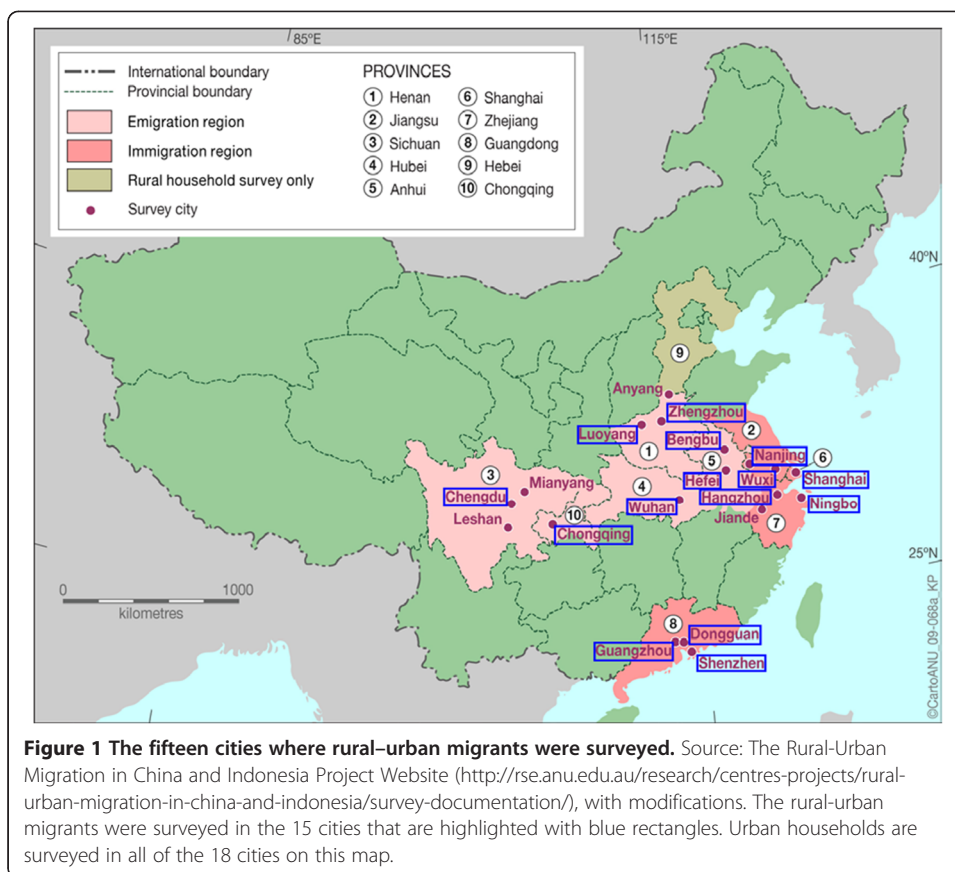 85°E
115°E
International boundary
Provincial boundary
Emigration region
Immigration region
Rural household survey only
Survey city
PROVINCES
1 Henan
2 Jiangsu
3 Sichuan
4 Hubei
5 Anhui
6 Shanghai
7 Zhejiang
8 Guangdong
9 Hebei
10 Chongqing
40°N
9
Anyang
Zhengzhou
Luoyang
Bengbu
2
1
5
Nanjing
6
Hefei
Wuxi
Shanghai
3
Mianyang
4
Chengdu
Wuhan
Hangzhou
Ningbo
Leshan
10
Jiande
7
Chongqing
25°N
0
1000
kilometres
8
Dongguan
Guangzhou
Shenzhen
©CartoANU_09-068a_KP
Figure 1 The fifteen cities where rural–urban migrants were surveyed. Source: The Rural-Urban
Migration in China and Indonesia Project Website (http://rse.anu.edu.au/research/centres-projects/rural-
urban-migration-in-china-and-indonesia/survey-documentation/), with modifications. The rural-urban
migrants were surveyed in the 15 cities that are highlighted with blue rectangles. Urban households are
surveyed in all of the 18 cities on this map.